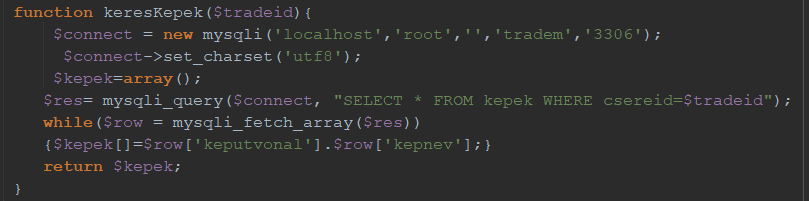 function keresKepek($tradeid){
$connect = new mysqli('localhost','root','','tradem','3306');
$connect->set_charset('utf8');
$kepek=array();
$res= mysqli_query($connect, "SELECT * FROM kepek WHERE csereid=$tradeid");
while($row = mysqli_fetch_array($res))
{$kepek[]=$row['keputvonal'].$row['kepnev'];}
return $kepek;
}